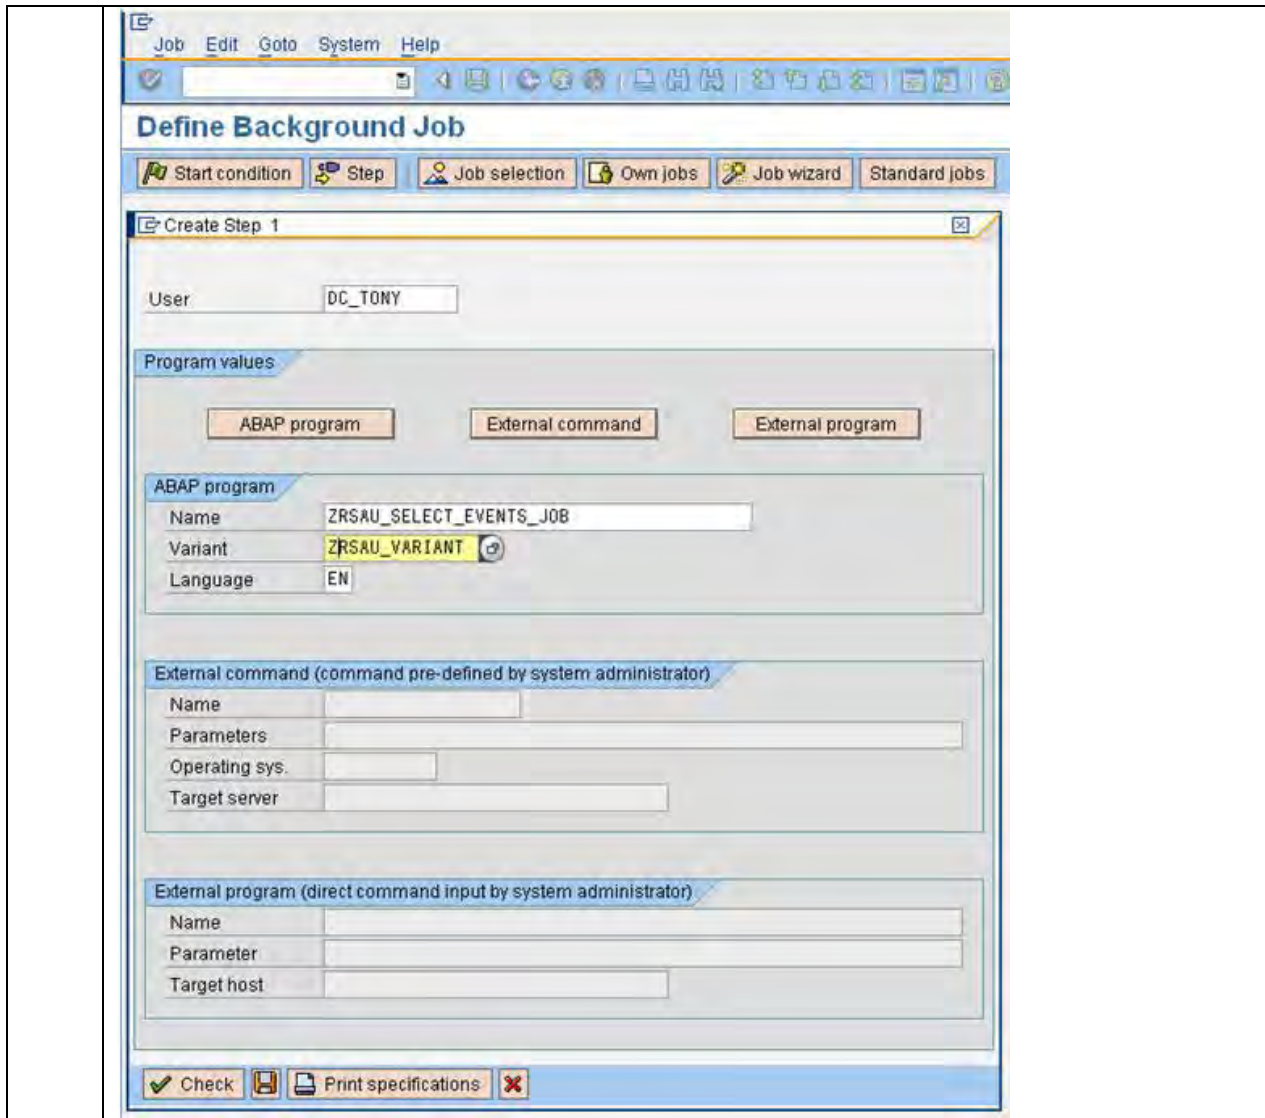 Job Edit Goto System Help
Define Background Job
Start condition Step Job selection Own jobs Job wizard Standard jobs
Create Step 1
User DC_TONY
Program values
ABAP program External command External program
ABAP program
Name ZRSAU_SELECT_EVENTS_JOB
Variant ZRSAU_VARIANT
Language EN
External command (command pre-defined by system administrator)
Name
Parameters
Operating sys.
Target server
External program (direct command input by system administrator)
Name
Parameter
Target host
Check Print specifications